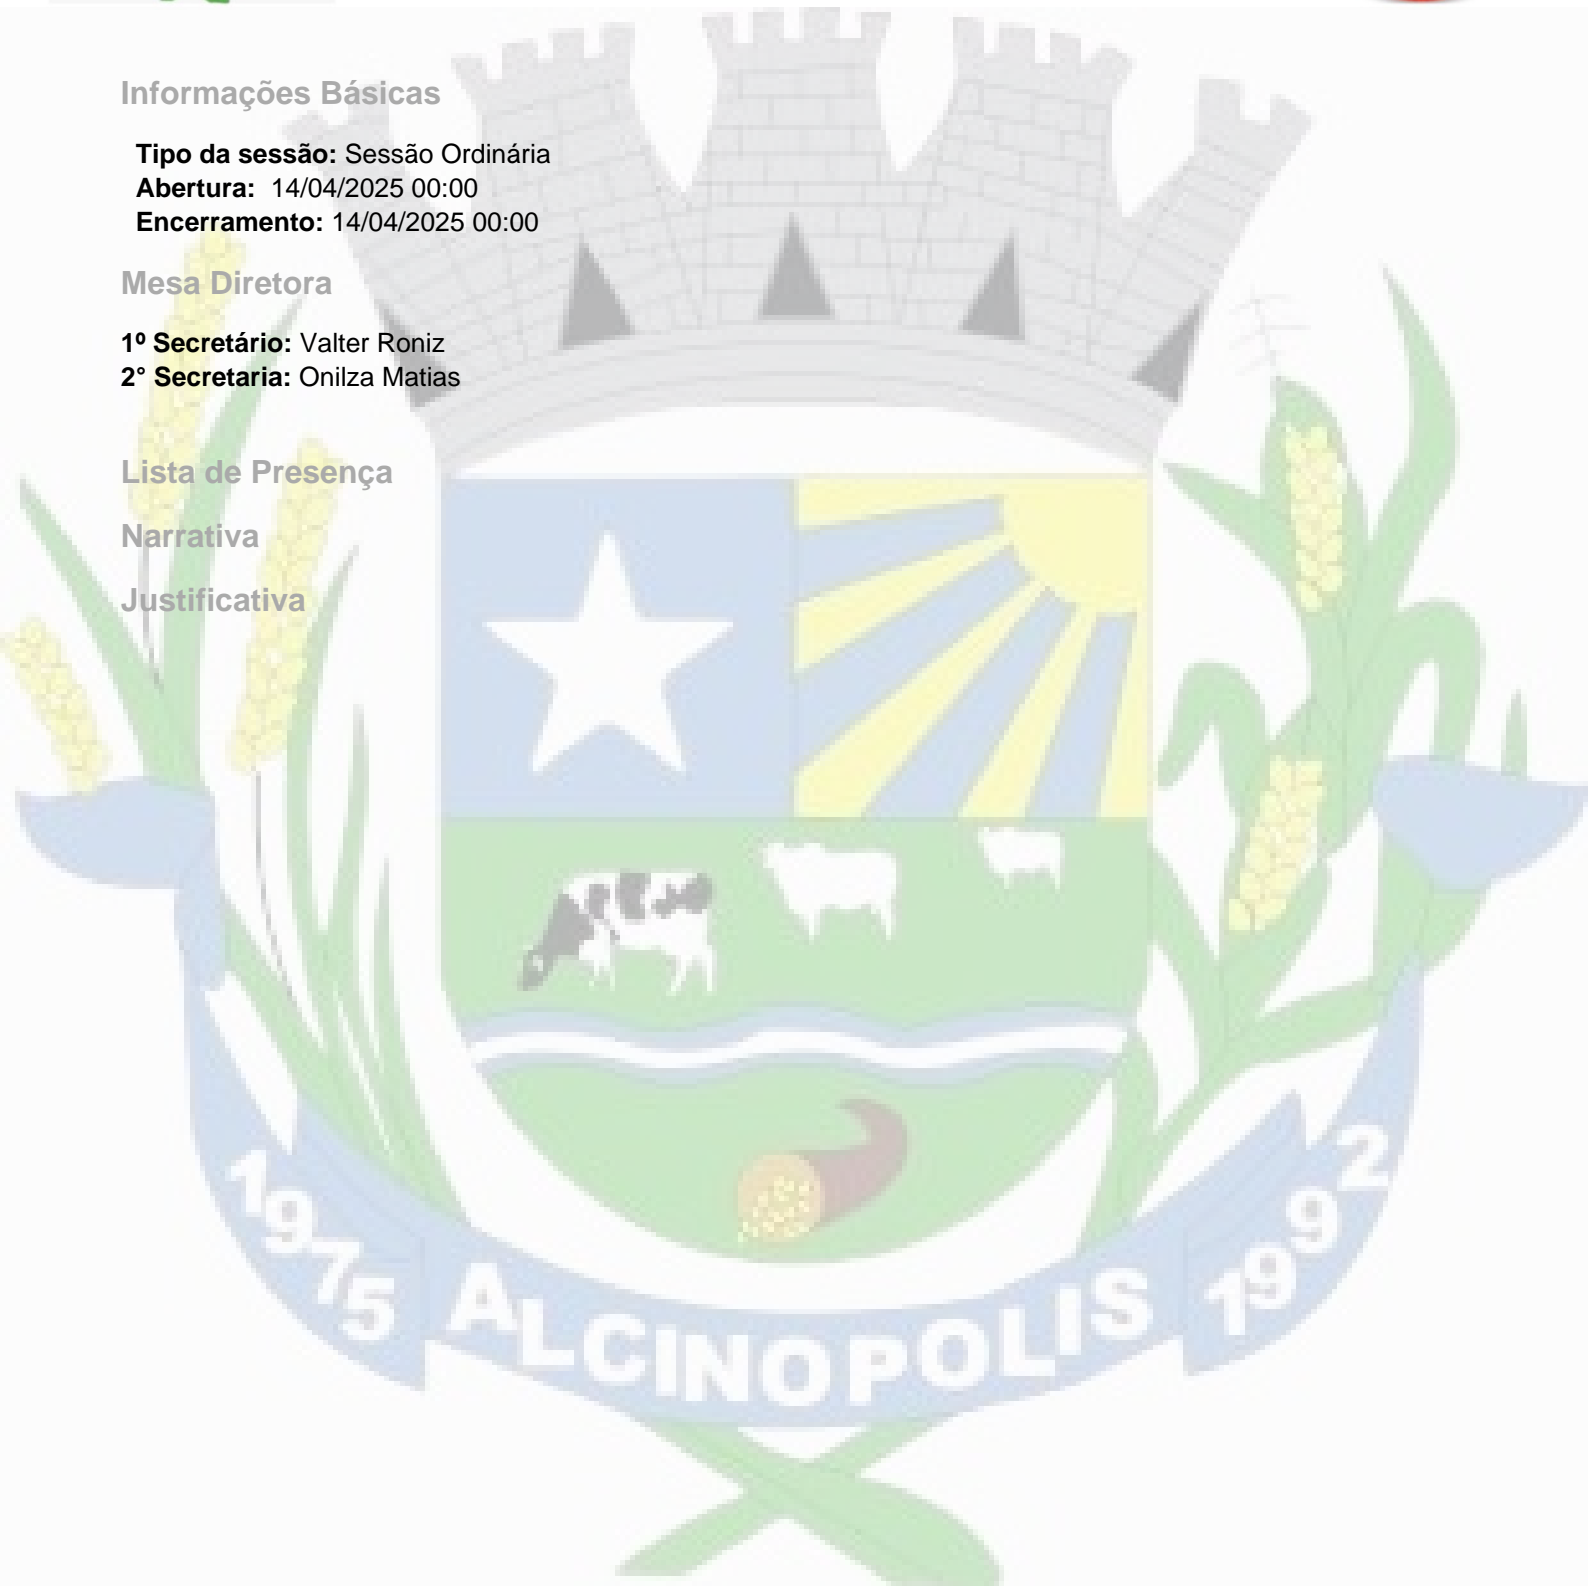 Informações Básicas
Tipo da sessão: Sessão Ordinária
Abertura: 14/04/2025 00:00
Encerramento: 14/04/2025 00:00
Mesa Diretora
1º Secretário: Valter Roniz
2° Secretaria: Onilza Matias
Lista de Presença
Narrativa
Justificativa
1975 ALCINOPOLIS 1992